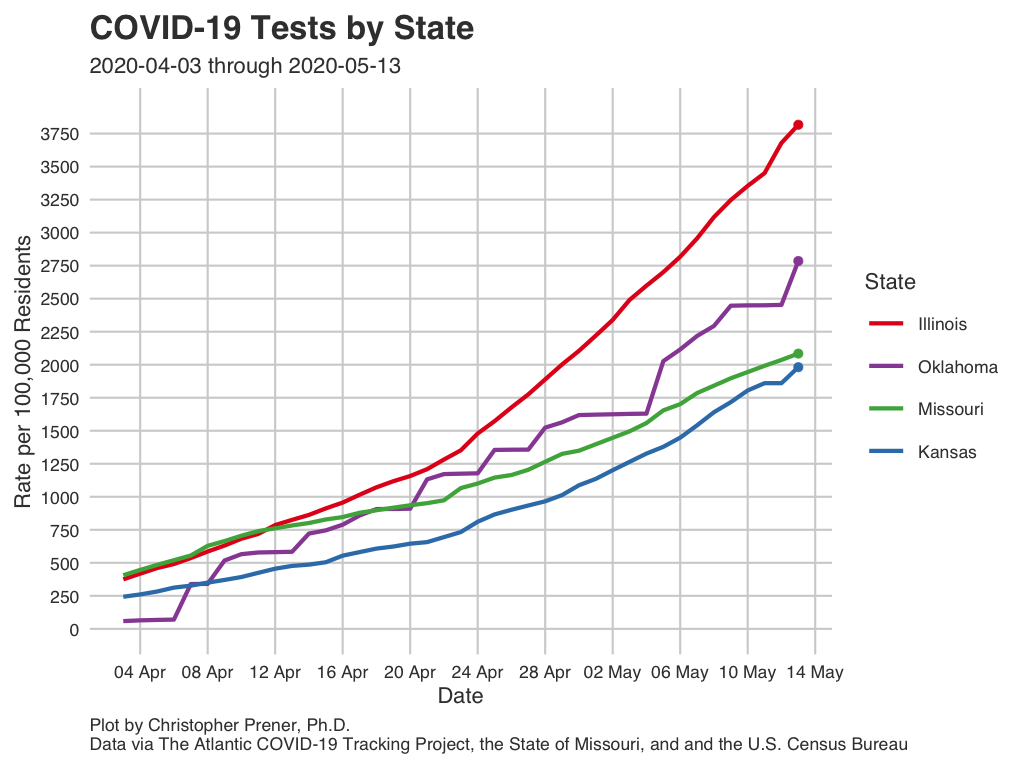 COVID-19 Tests by State
2020-04-03 through 2020-05-13
Rate per 100,000 Residents
3750
3500
3250
3000
2750
2500
2250
2000
1750
1500
1250
1000
750
500
250
0
04 Apr 08 Apr 12 Apr 16 Apr 20 Apr 24 Apr 28 Apr 02 May 06 May 10 May 14 May
Date
State
Illinois
Oklahoma
Missouri
Kansas
Plot by Christopher Prener, Ph.D.
Data via The Atlantic COVID-19 Tracking Project, the State of Missouri, and and the U.S. Census Bureau